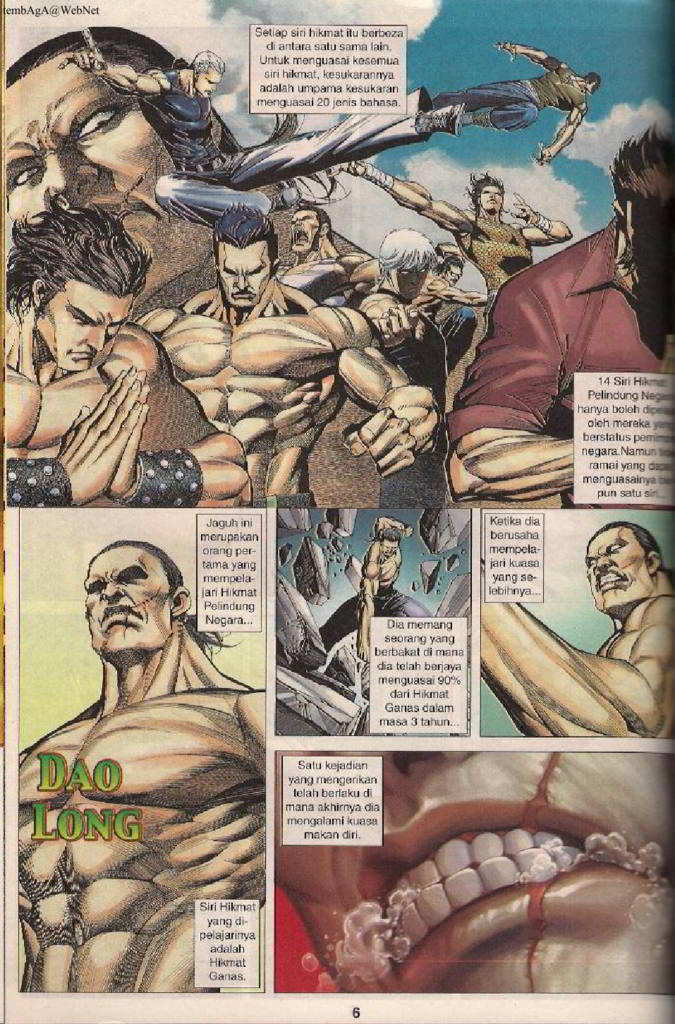 tembAgA@WebNet
Setiap siri hikmat itu berbeza
di antara satu sama lain.
Untuk menguasai kesemua
siri hikmat, kesukarannya
adalah umpama kesukaran
menguasai 20 jenis bahasa.
14 Siri Hikmat
Pelindung Negara
hanya boleh
oleh
berstatus
negara.Namun
ramai yang
menguasainya
pun satu siri...
Jaguh ini
merupakan
orang per-
tama yang
mempela-
jari Hikmat
Pelindung
Negara...
Dia memang
seorang yang
berbakat di mana
dia telah berjaya
menguasai 90%
dari Hikmat
Ganas dalam
masa 3 tahun...
Ketika dia
berusaha
mempela-
jari kuasa
yang se-
lebihnya...
DAO
LONG
Siri Hikmat
yang di-
pelajarinya
adalah
Hikmat
Ganas.
Satu kejadian
yang mengerikan
telah berlaku di
mana akhirnya dia
mengalami kuasa
makan diri.
6